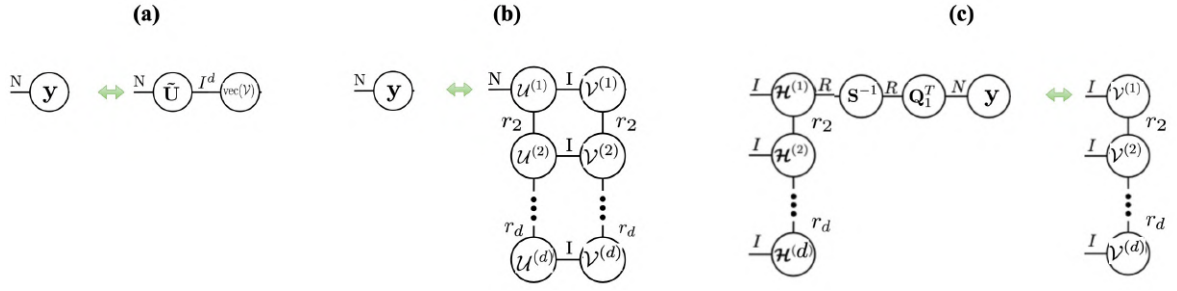 (a)
N y N Ũ I^d vec(𝒱)
(b)
N y N 𝒰^(1) I 𝒱^(1)
r_2 r_2
𝒰^(2) I 𝒱^(2)
r_d r_d
𝒰^(d) I 𝒱^(d)
(c)
I ℋ^(1) R S^−1 R Q_1^T N y I 𝒱^(1)
r_2 r_2
I ℋ^(2) I 𝒱^(2)
r_d r_d
I ℋ^(d) I 𝒱^(d)